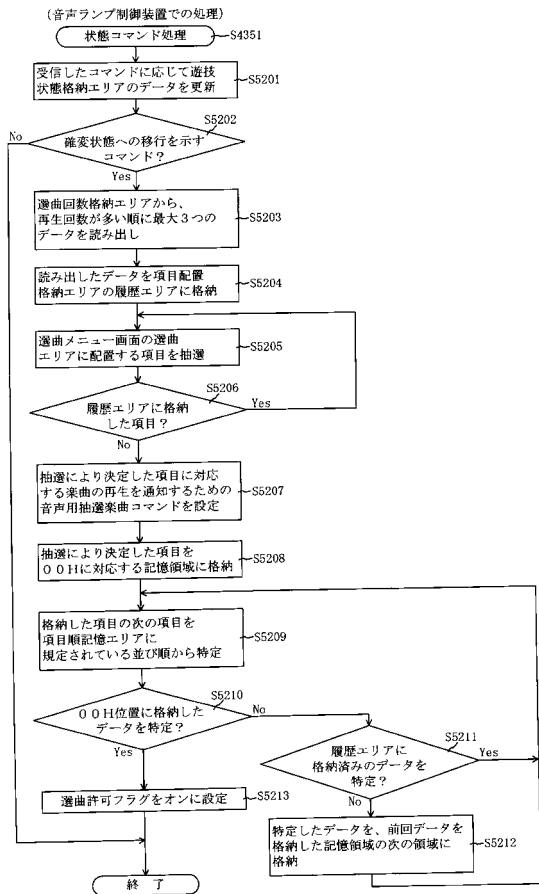 (音声ランプ制御装置での処理)
状態コマンド処理
S4351
受信したコマンドに応じて遊技
状態格納エリアのデータを更新
S5201
S5202
No
確変状態への移行を示す
コマンド?
Yes
選曲回数格納エリアから、
再生回数が多い順に最大3つの
データを読み出し
S5203
読み出したデータを項目配置
格納エリアの履歴エリアに格納
S5204
選曲メニュー画面の選曲
エリアに配置する項目を抽選
S5205
S5206
履歴エリアに格納
した項目?
Yes
No
抽選により決定した項目に対応
する楽曲の再生を通知するための
音声用抽選楽曲コマンドを設定
S5207
抽選により決定した項目を
00Hに対応する記憶領域に格納
S5208
格納した項目の次の項目を
項目順記憶エリアに
規定されている並び順から特定
S5209
S5210
00H位置に格納した
データを特定?
No
Yes
S5211
履歴エリアに
格納済みのデータを
特定?
Yes
No
選曲許可フラグをオンに設定
S5213
特定したデータを、前回データを
格納した記憶領域の次の領域に
格納
S5212
終 了